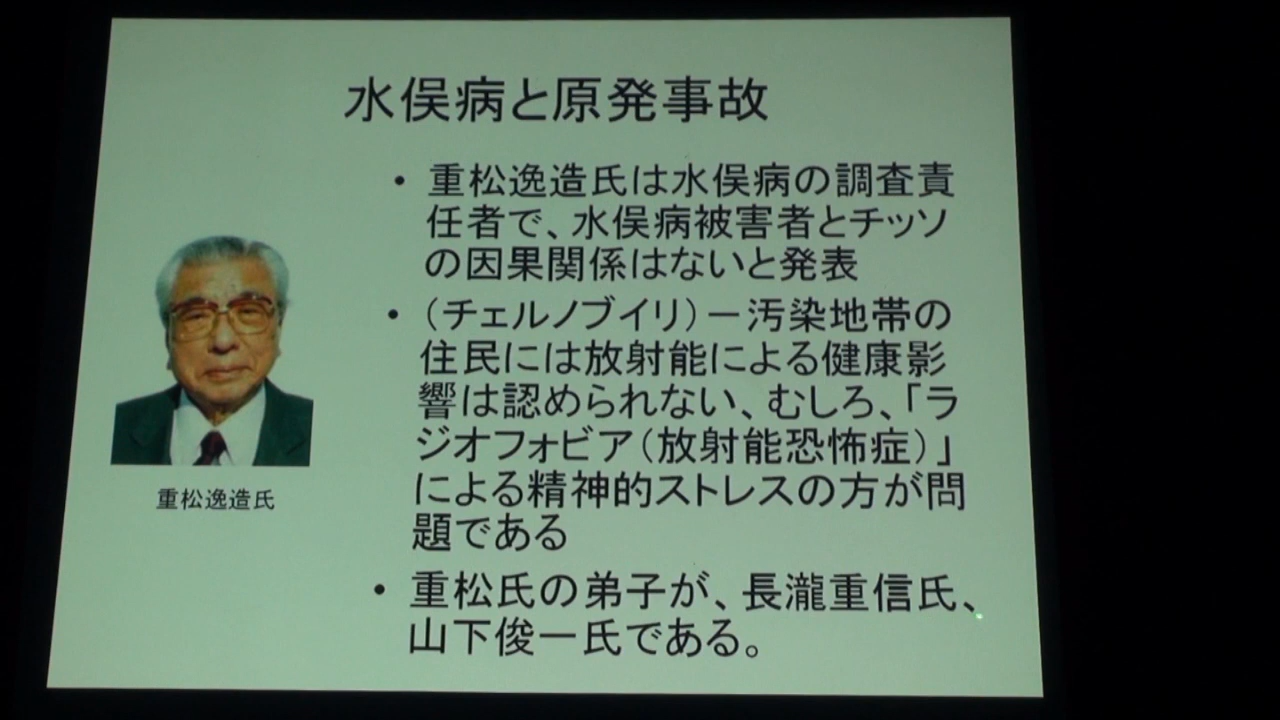 水俣病と原発事故
• 重松逸造氏は水俣病の調査責
任者で、水俣病被害者とチッソ
の因果関係はないと発表
• （チェルノブイリ）－汚染地帯の
住民には放射能による健康影
響は認められない、むしろ、「ラ
ジオフォビア（放射能恐怖症）」
による精神的ストレスの方が問
題である
• 重松氏の弟子が、長瀧重信氏、
山下俊一氏である。
重松逸造氏